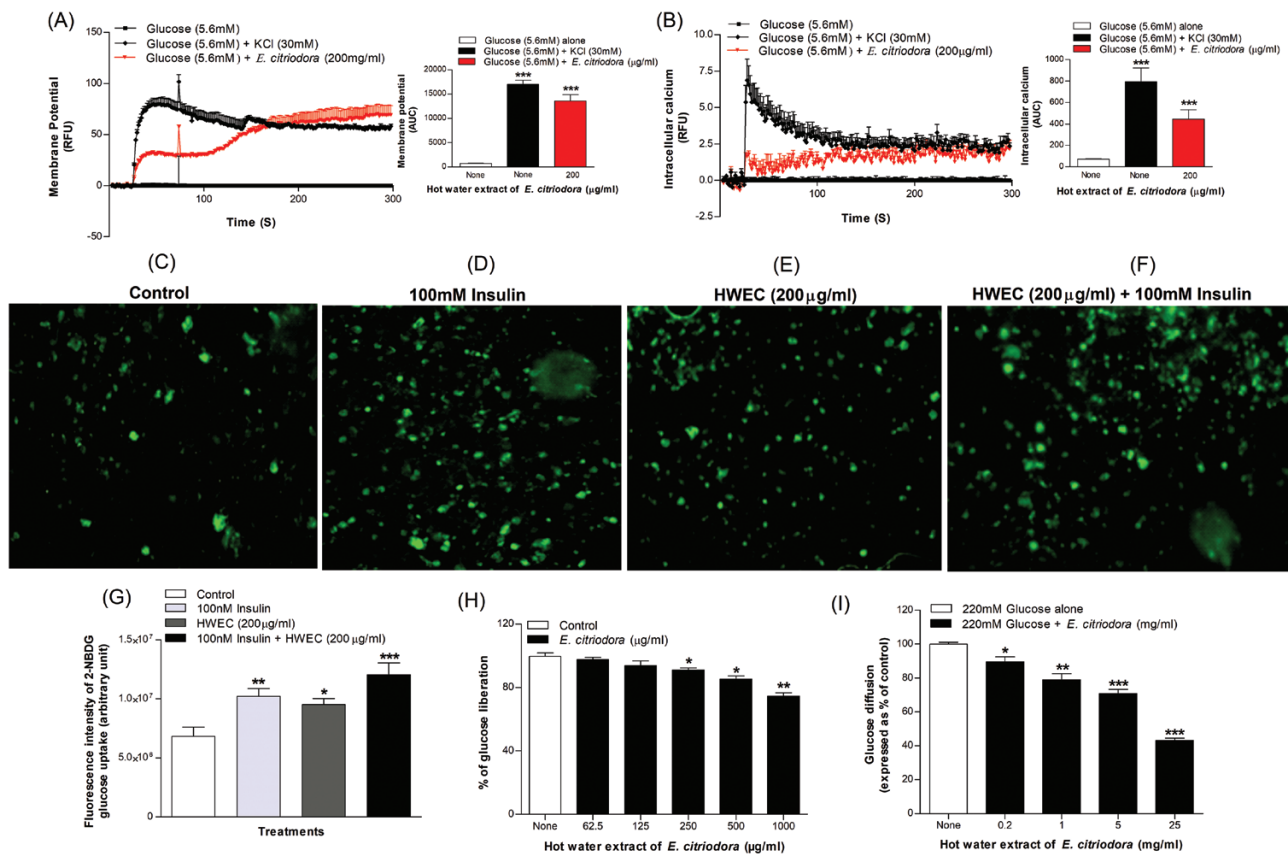 (A)
Glucose (5.6mM)
Glucose (5.6mM) + KCl (30mM)
Glucose (5.6mM) + E. citriodora (200mg/ml)
Membrane Potential
(RFU)
150
100
50
0
-50
100
200
300
Time (S)
Glucose (5.6mM) alone
Glucose (5.6mM) + KCl (30mM)
Glucose (5.6mM) + E. citriodora (μg/ml)
Membrane potential
(AUC)
20000
15000
10000
5000
0
***
***
None
None
200
Hot water extract of E. citriodora (μg/ml)
(B)
Glucose (5.6mM)
Glucose (5.6mM) + KCl (30mM)
Glucose (5.6mM) + E. citriodora (200μg/ml)
Intracellular calcium
(RFU)
10.0
7.5
5.0
2.5
0.0
-2.5
100
200
300
Time (S)
Glucose (5.6mM) alone
Glucose (5.6mM) + KCl (30mM)
Glucose (5.6mM) + E. citriodora (μg/ml)
Intracellular calcium
(AUC)
1000
800
600
400
200
0
***
***
None
None
200
Hot extract of E. citriodora (μg/ml)
(C)
Control
(D)
100mM Insulin
(E)
HWEC (200μg/ml)
(F)
HWEC (200μg/ml) + 100mM Insulin
(G)
Control
100nM Insulin
HWEC (200μg/ml)
100nM Insulin + HWEC (200 μg/ml)
Fluorescence intensity of 2-NBDG
glucose uptake (arbitrary unit)
1.5×10⁷
1.0×10⁷
5.0×10⁶
0
**
*
***
Treatments
(H)
Control
E. citriodora (μg/ml)
% of glucose liberation
120
80
40
0
*
*
**
None
62.5
125
250
500
1000
Hot water extract of E. citriodora (μg/ml)
(I)
220mM Glucose alone
220mM Glucose + E. citriodora (mg/ml)
Glucose diffusion
(expressed as % of control)
120
100
80
60
40
20
0
*
**
***
***
None
0.2
1
5
25
Hot water extract of E. citriodora (mg/ml)